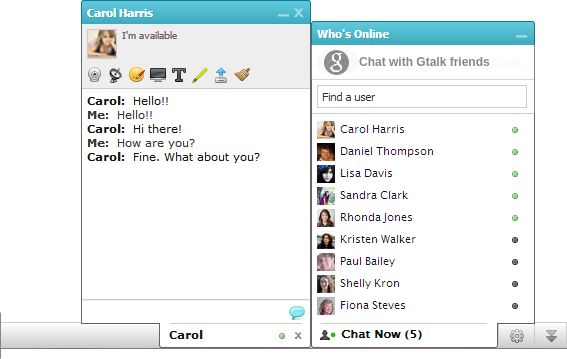 Carol Harris
I'm available
Carol: Hello!!
Me: Hello!!
Carol: Hi there!
Me: How are you?
Carol: Fine. What about you?
Carol
x
Who's Online
Chat with Gtalk friends
Find a user
Carol Harris
Daniel Thompson
Lisa Davis
Sandra Clark
Rhonda Jones
Kristen Walker
Paul Bailey
Shelly Kron
Fiona Steves
Chat Now (5)